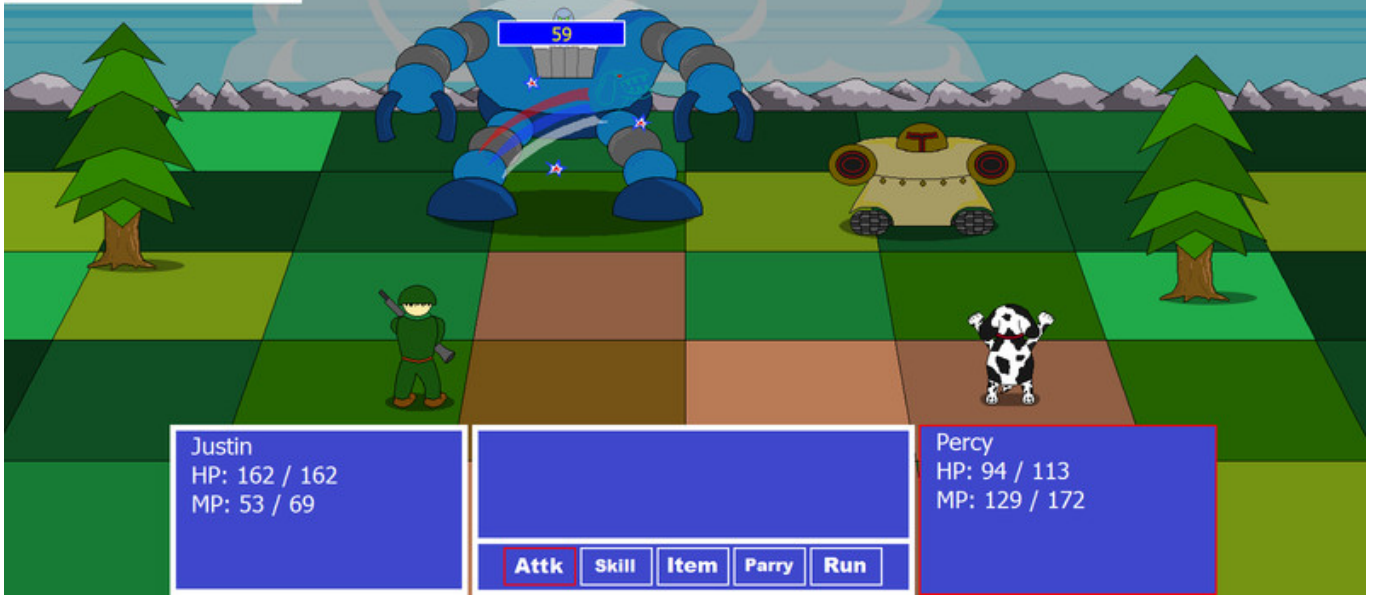 59
Justin
HP: 162 / 162
MP: 53 / 69
Percy
HP: 94 / 113
MP: 129 / 172
Attk Skill Item Parry Run